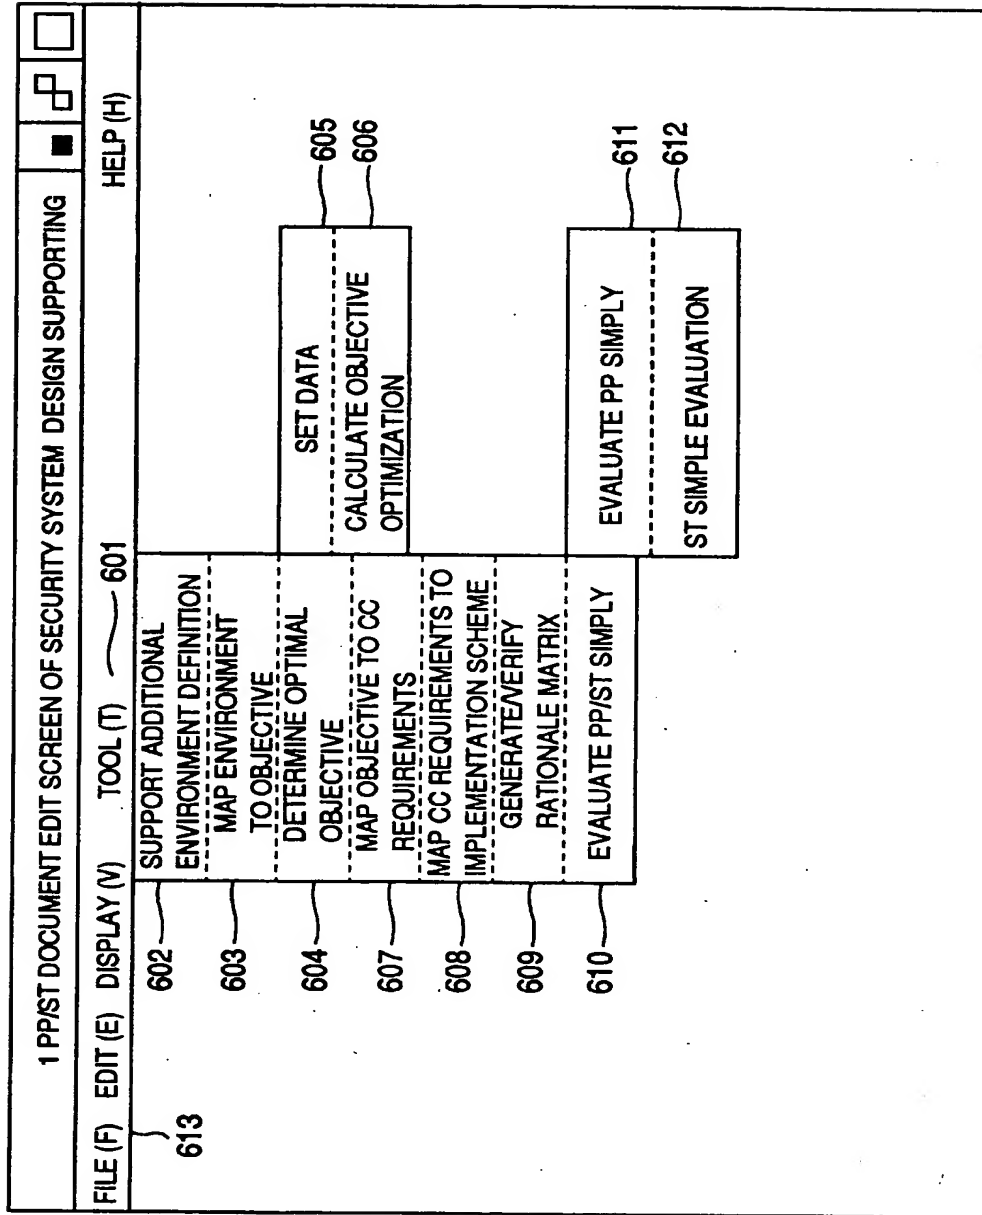 1 PP/ST DOCUMENT EDIT SCREEN OF SECURITY SYSTEM DESIGN SUPPORTING
FILE (F) EDIT (E) DISPLAY (V) TOOL (T) 601 HELP (H)
613
602
SUPPORT ADDITIONAL
ENVIRONMENT DEFINITION
603
MAP ENVIRONMENT
TO OBJECTIVE
604
DETERMINE OPTIMAL
OBJECTIVE
SET DATA
605
CALCULATE OBJECTIVE
OPTIMIZATION
606
607
MAP OBJECTIVE TO CC
REQUIREMENTS
608
MAP CC REQUIREMENTS TO
IMPLEMENTATION SCHEME
609
GENERATE/VERIFY
RATIONALE MATRIX
610
EVALUATE PP/ST SIMPLY
EVALUATE PP SIMPLY
611
ST SIMPLE EVALUATION
612